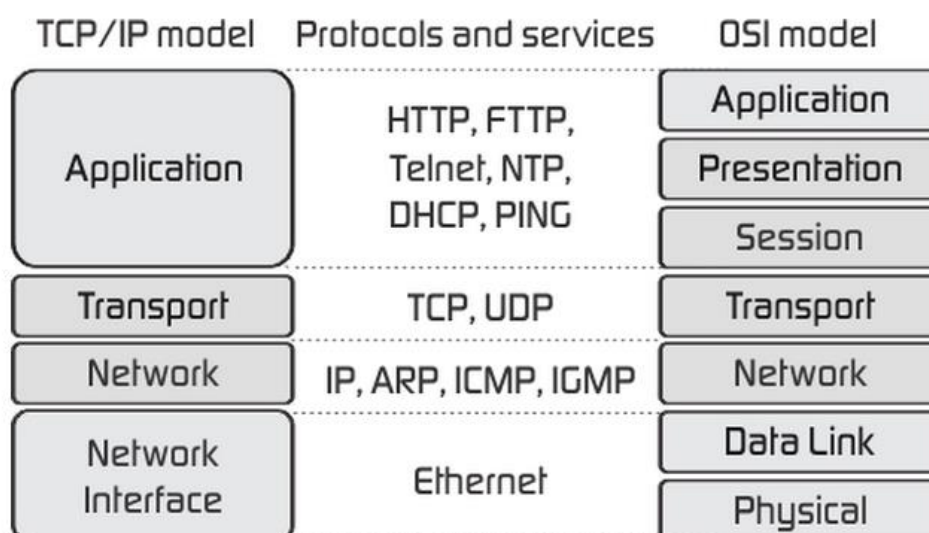 TCP/IP model
Protocols and services
OSI model
Application
HTTP, FTTP,
Telnet, NTP,
DHCP, PING
Application
Presentation
Session
Transport
TCP, UDP
Transport
Network
IP, ARP, ICMP, IGMP
Network
Network
Interface
Ethernet
Data Link
Physical